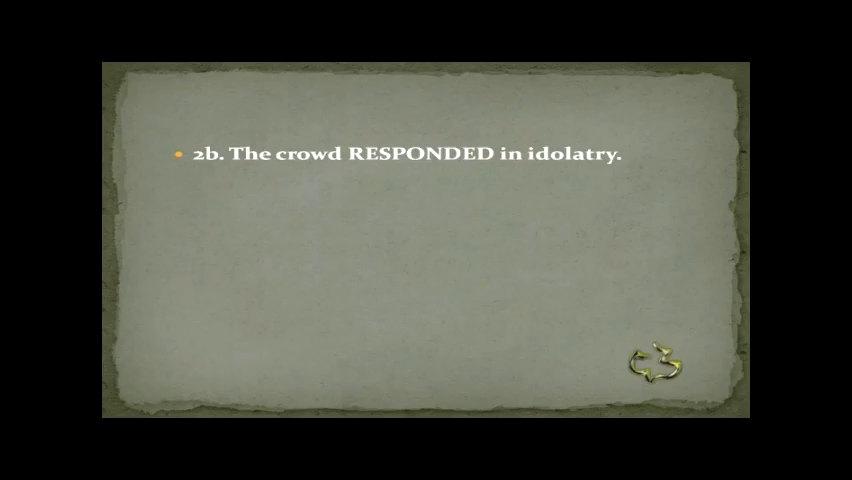 • 2b. The crowd RESPONDED in idolatry.